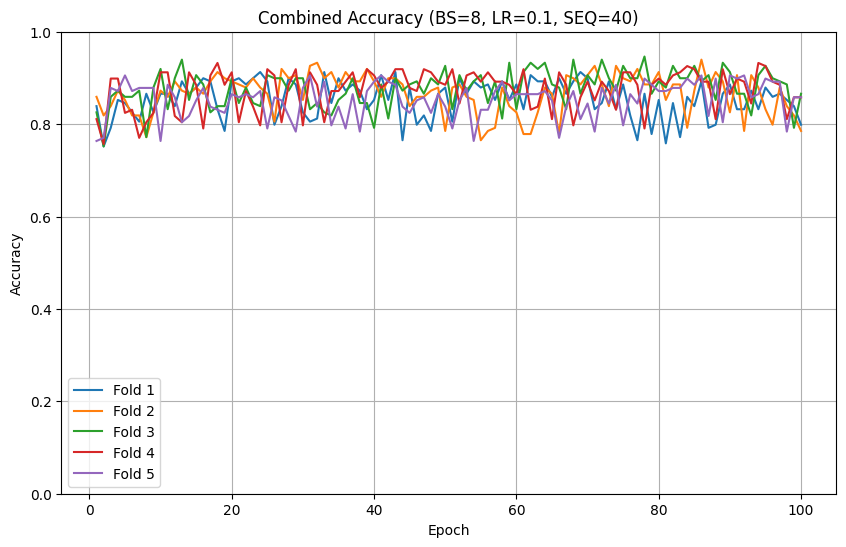 Combined Accuracy (BS=8, LR=0.1, SEQ=40)
1.0
0.8
0.6
0.4
0.2
0.0
Accuracy
Fold 1
Fold 2
Fold 3
Fold 4
Fold 5
0 20 40 60 80 100
Epoch